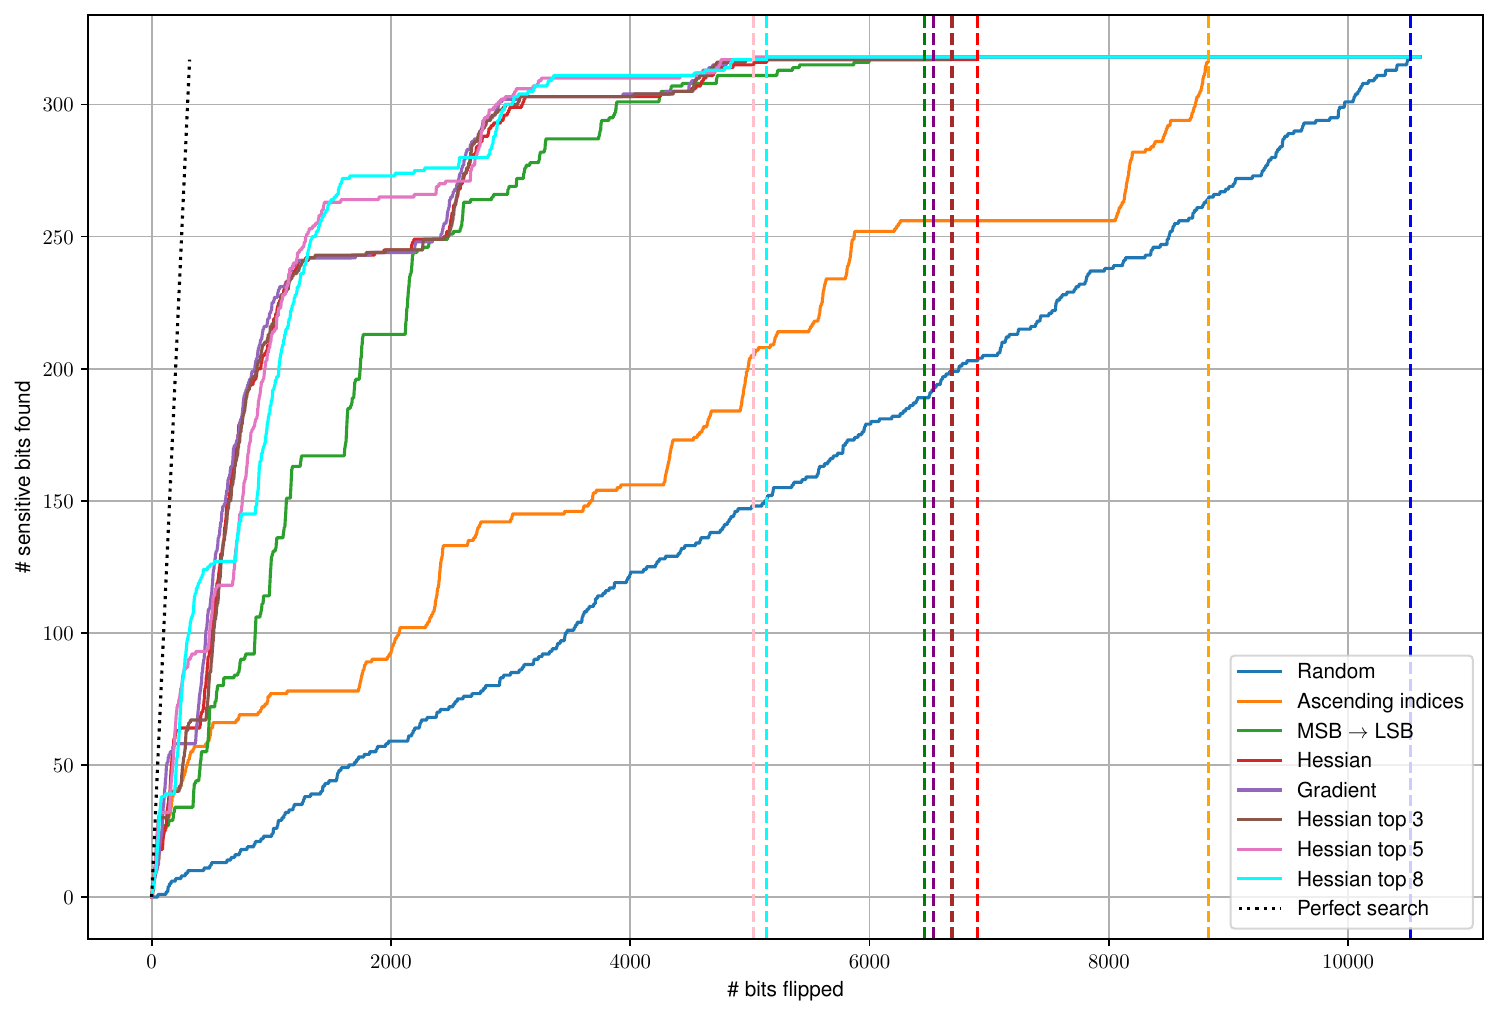 300
250
200
150
100
50
0
# sensitive bits found
0 2000 4000 6000 8000 10000
# bits flipped
Random
Ascending indices
MSB → LSB
Hessian
Gradient
Hessian top 3
Hessian top 5
Hessian top 8
Perfect search